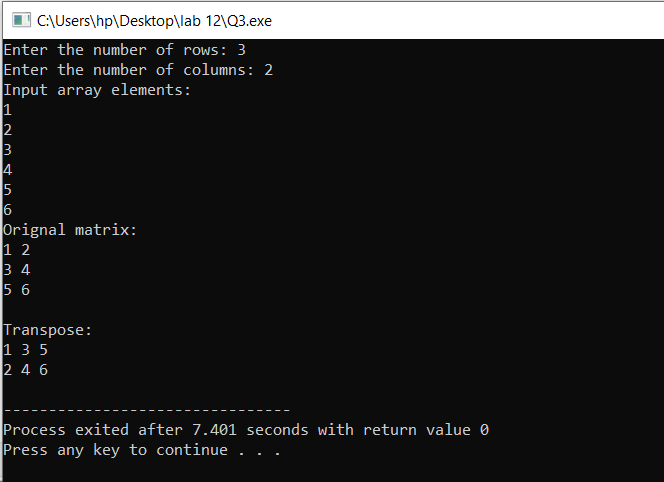 C:\Users\hp\Desktop\lab 12\Q3.exe
Enter the number of rows: 3
Enter the number of columns: 2
Input array elements:
1
2
3
4
5
6
Orignal matrix:
1 2
3 4
5 6
Transpose:
1 3 5
2 4 6
--------------------------------
Process exited after 7.401 seconds with return value 0
Press any key to continue . . .